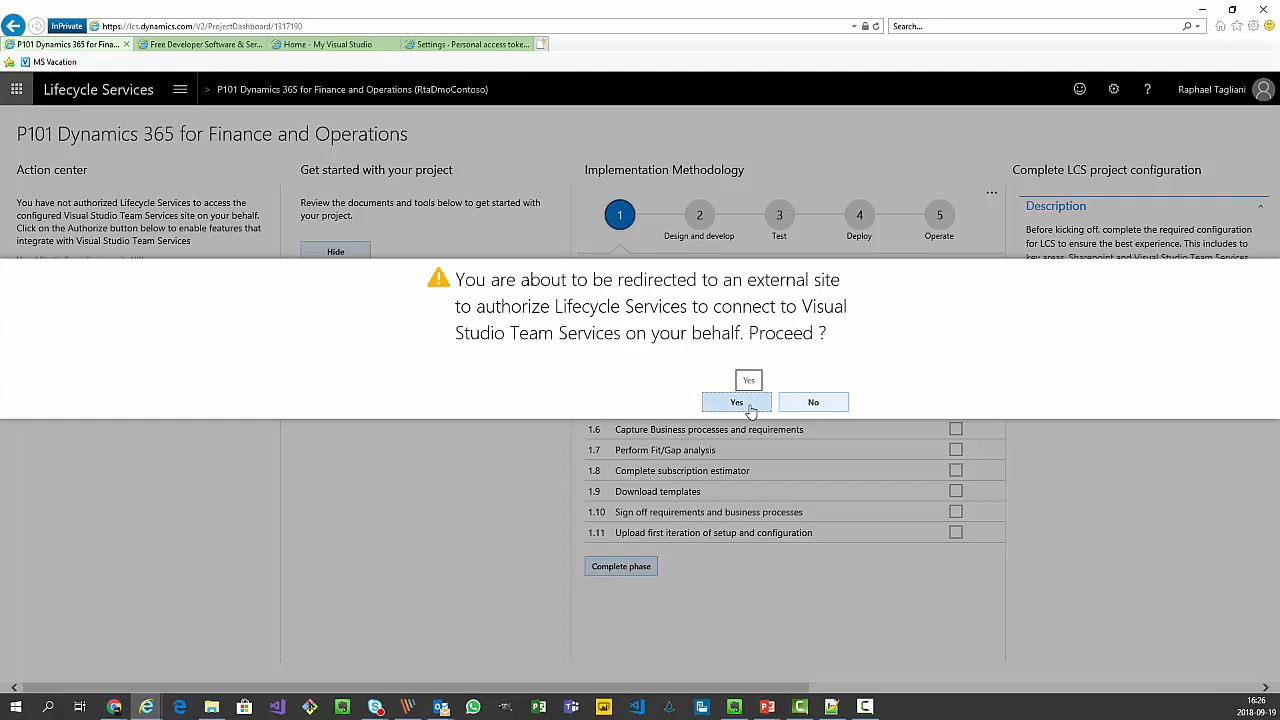 InPrivate
https://lcs.dynamics.com/V2/ProjectDashboard/1317190
Search...
P101 Dynamics 365 for Fina...
Free Developer Software & Ser...
Home - My Visual Studio
Settings · Personal access toke...
MS Vacation
Lifecycle Services
> P101 Dynamics 365 for Finance and Operations (RtaDmoContoso)
Raphael Tagliani
P101 Dynamics 365 for Finance and Operations
Action center
You have not authorized Lifecycle Services to access the
configured Visual Studio Team Services site on your behalf.
Click on the Authorize button below to enable features that
integrate with Visual Studio Team Services
Get started with your project
Review the documents and tools below to get started with
your project.
Hide
Implementation Methodology
...
1
2
3
4
5
Design and develop
Test
Deploy
Operate
Complete LCS project configuration
Description
Before kicking off, complete the required configuration
for LCS to ensure the best experience. This includes to
key areas, Sharepoint and Visual Studio Team Services
You are about to be redirected to an external site
to authorize Lifecycle Services to connect to Visual
Studio Team Services on your behalf. Proceed ?
Yes
Yes
No
1.6 Capture Business processes and requirements
1.7 Perform Fit/Gap analysis
1.8 Complete subscription estimator
1.9 Download templates
1.10 Sign off requirements and business processes
1.11 Upload first iteration of setup and configuration
Complete phase
16:26
2018-09-19